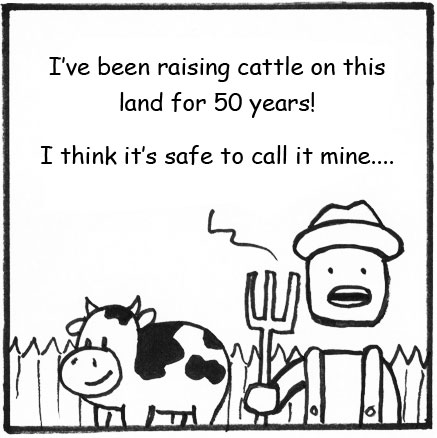 I've been raising cattle on this
land for 50 years!
I think it's safe to call it mine....